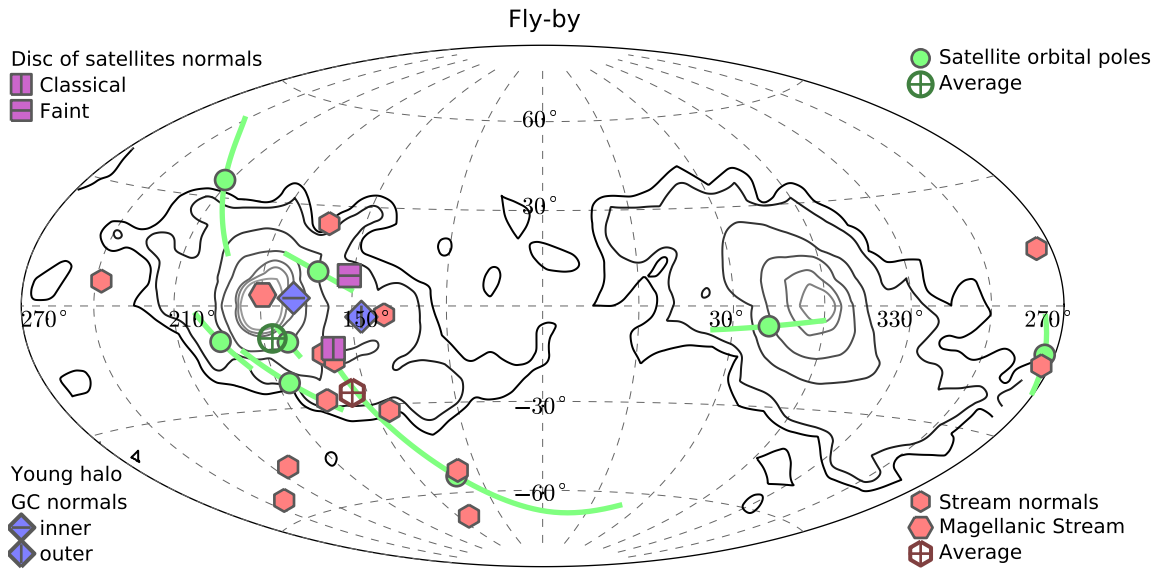 Fly-by
Disc of satellites normals
Classical
Faint
Satellite orbital poles
Average
60°
30°
270°
210°
150°
30°
330°
270°
−30°
−60°
Young halo
GC normals
inner
outer
Stream normals
Magellanic Stream
Average